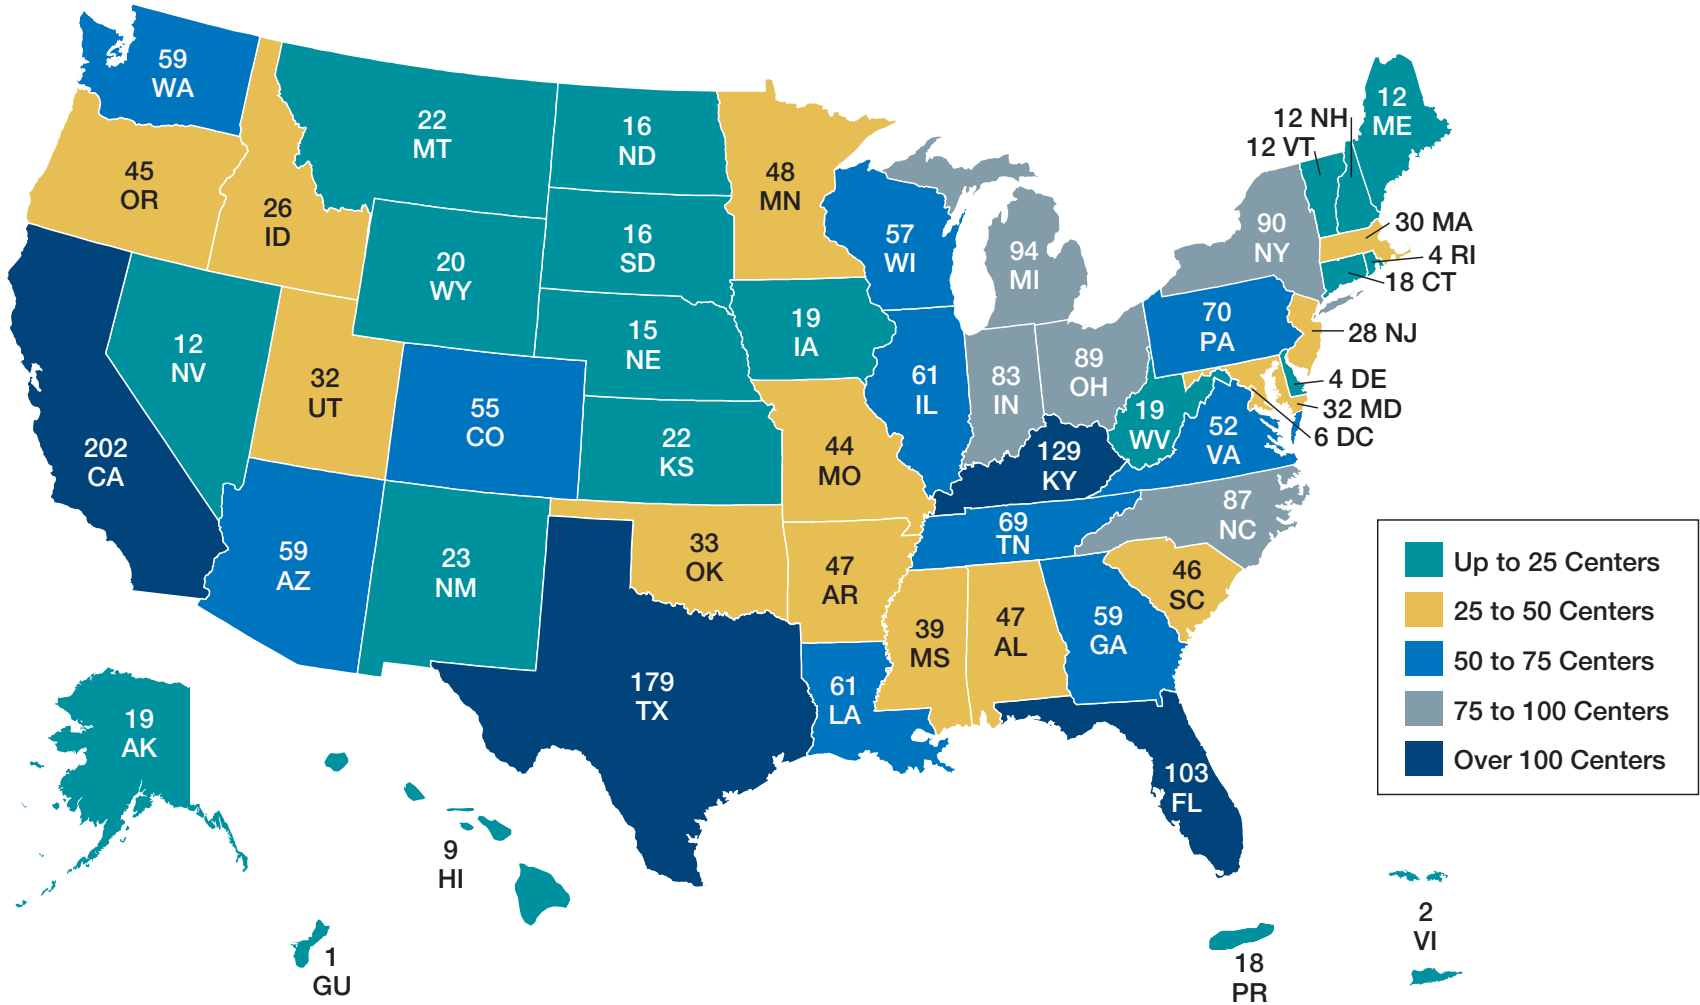 59
WA
45
OR
26
ID
22
MT
16
ND
48
MN
12
ME
12 NH
12 VT
20
WY
16
SD
57
WI
94
MI
90
NY
30 MA
4 RI
18 CT
12
NV
32
UT
15
NE
19
IA
70
PA
28 NJ
202
CA
55
CO
22
KS
61
IL
83
IN
89
OH
19
WV
4 DE
32 MD
6 DC
52
VA
44
MO
129
KY
87
NC
59
AZ
23
NM
33
OK
47
AR
69
TN
46
SC
39
MS
47
AL
59
GA
179
TX
61
LA
103
FL
19
AK
9
HI
1
GU
18
PR
2
VI
Up to 25 Centers
25 to 50 Centers
50 to 75 Centers
75 to 100 Centers
Over 100 Centers